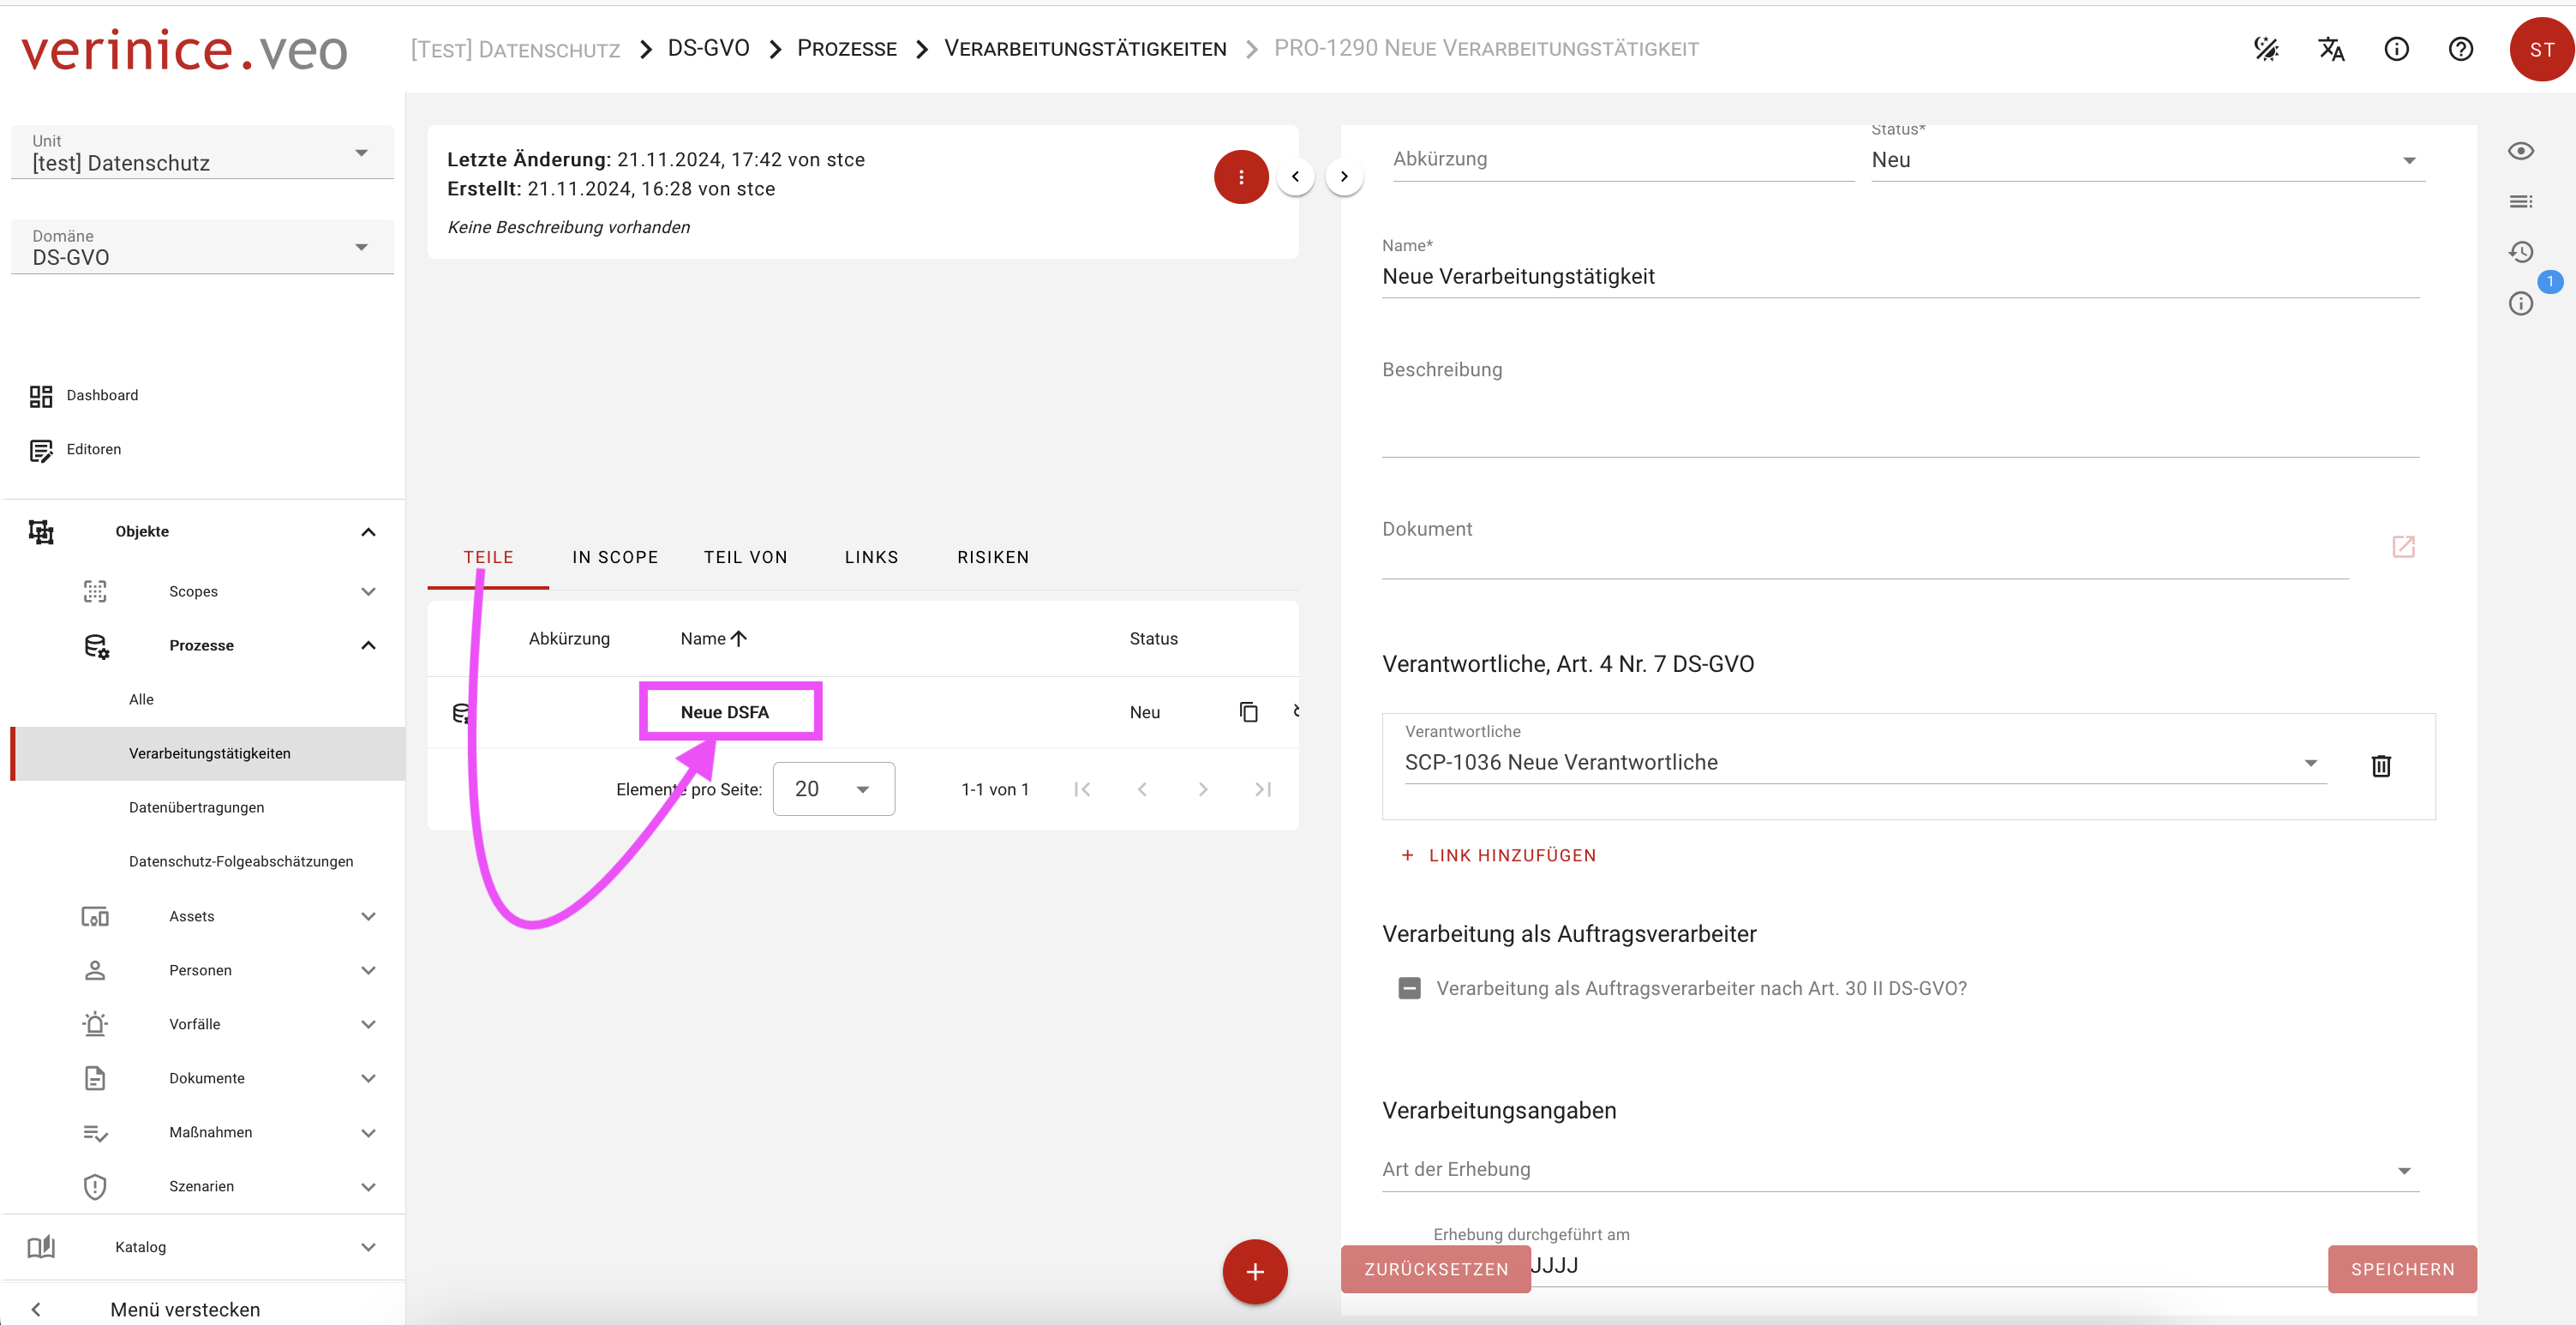 verinice.veo
[TEST] DATENSCHUTZ > DS-GVO > PROZESSE > VERARBEITUNGSTÄTIGKEITEN > PRO-1290 NEUE VERARBEITUNGSTÄTIGKEIT
ST
Unit
[test] Datenschutz
Domäne
DS-GVO
Dashboard
Editoren
Objekte
Scopes
Prozesse
Alle
Verarbeitungstätigkeiten
Datenübertragungen
Datenschutz-Folgeabschätzungen
Assets
Personen
Vorfälle
Dokumente
Maßnahmen
Szenarien
Katalog
Menü verstecken
Letzte Änderung: 21.11.2024, 17:42 von stce
Erstellt: 21.11.2024, 16:28 von stce
Keine Beschreibung vorhanden
TEILE IN SCOPE TEIL VON LINKS RISIKEN
Abkürzung Name Status
Neue DSFA Neu
Elemente pro Seite: 20 1-1 von 1
Abkürzung
Status*
Neu
Name*
Neue Verarbeitungstätigkeit
Beschreibung
Dokument
Verantwortliche, Art. 4 Nr. 7 DS-GVO
Verantwortliche
SCP-1036 Neue Verantwortliche
+ LINK HINZUFÜGEN
Verarbeitung als Auftragsverarbeiter
Verarbeitung als Auftragsverarbeiter nach Art. 30 II DS-GVO?
Verarbeitungsangaben
Art der Erhebung
Erhebung durchgeführt am
JJJJ
ZURÜCKSETZEN
SPEICHERN
1